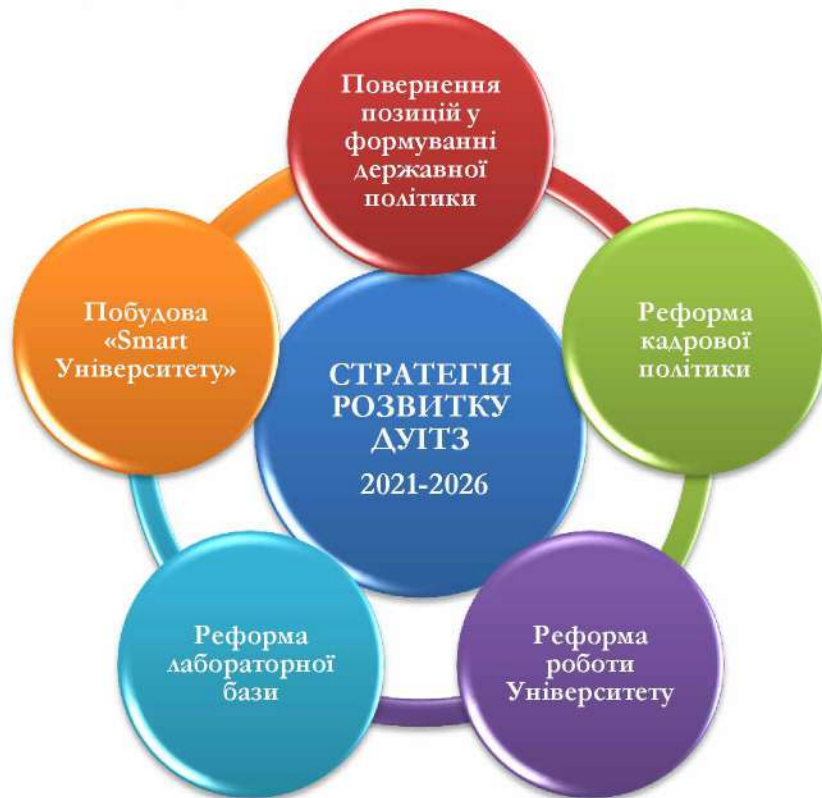 Повернення
позицій у
формуванні
державної
політики
Побудова
«Smart
Університету»
Реформа
кадрової
політики
СТРАТЕГІЯ
РОЗВИТКУ
ДУІТЗ
2021-2026
Реформа
лабораторної
бази
Реформа
роботи
Університету